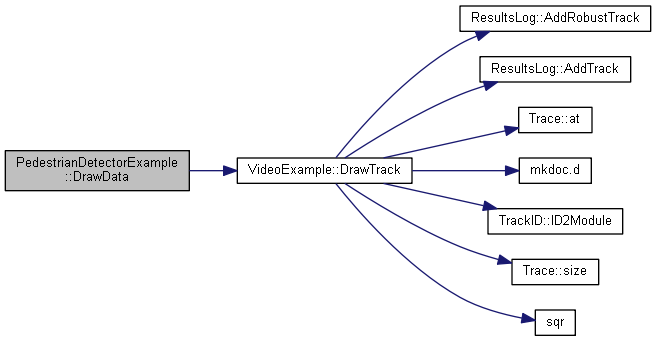 PedestrianDetectorExample
::DrawData
VideoExample::DrawTrack
ResultsLog::AddRobustTrack
ResultsLog::AddTrack
Trace::at
mkdoc.d
TrackID::ID2Module
Trace::size
sqr